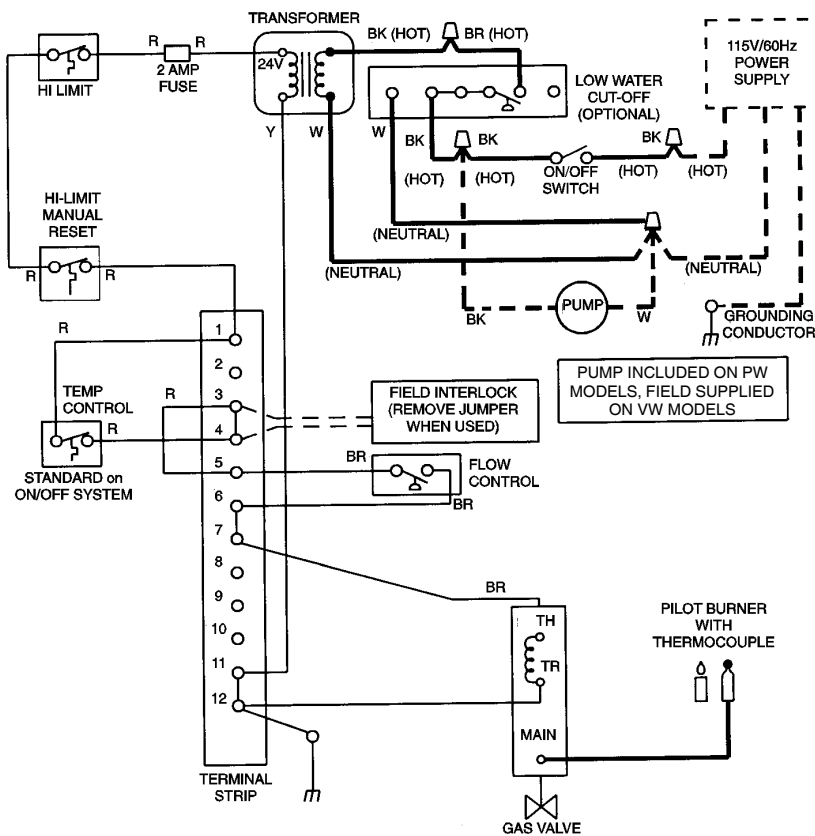 TRANSFORMER
BK (HOT)
BR (HOT)
115V/60Hz
POWER
SUPPLY
R
R
24V
HI LIMIT
2 AMP
FUSE
LOW WATER
CUT-OFF
(OPTIONAL)
Y
W
W
BK
BK
BK
(HOT)
(HOT)
ON/OFF
SWITCH
(HOT)
(HOT)
HI-LIMIT
MANUAL
RESET
(NEUTRAL)
(NEUTRAL)
(NEUTRAL)
R
R
PUMP
BK
W
GROUNDING
CONDUCTOR
R
1
2
3
4
5
6
7
8
9
10
11
12
TEMP
CONTROL
R
R
STANDARD on
ON/OFF SYSTEM
FIELD INTERLOCK
(REMOVE JUMPER
WHEN USED)
PUMP INCLUDED ON PW
MODELS, FIELD SUPPLIED
ON VW MODELS
BR
FLOW
CONTROL
BR
BR
TH
TR
MAIN
PILOT BURNER
WITH
THERMOCOUPLE
TERMINAL
STRIP
GAS VALVE